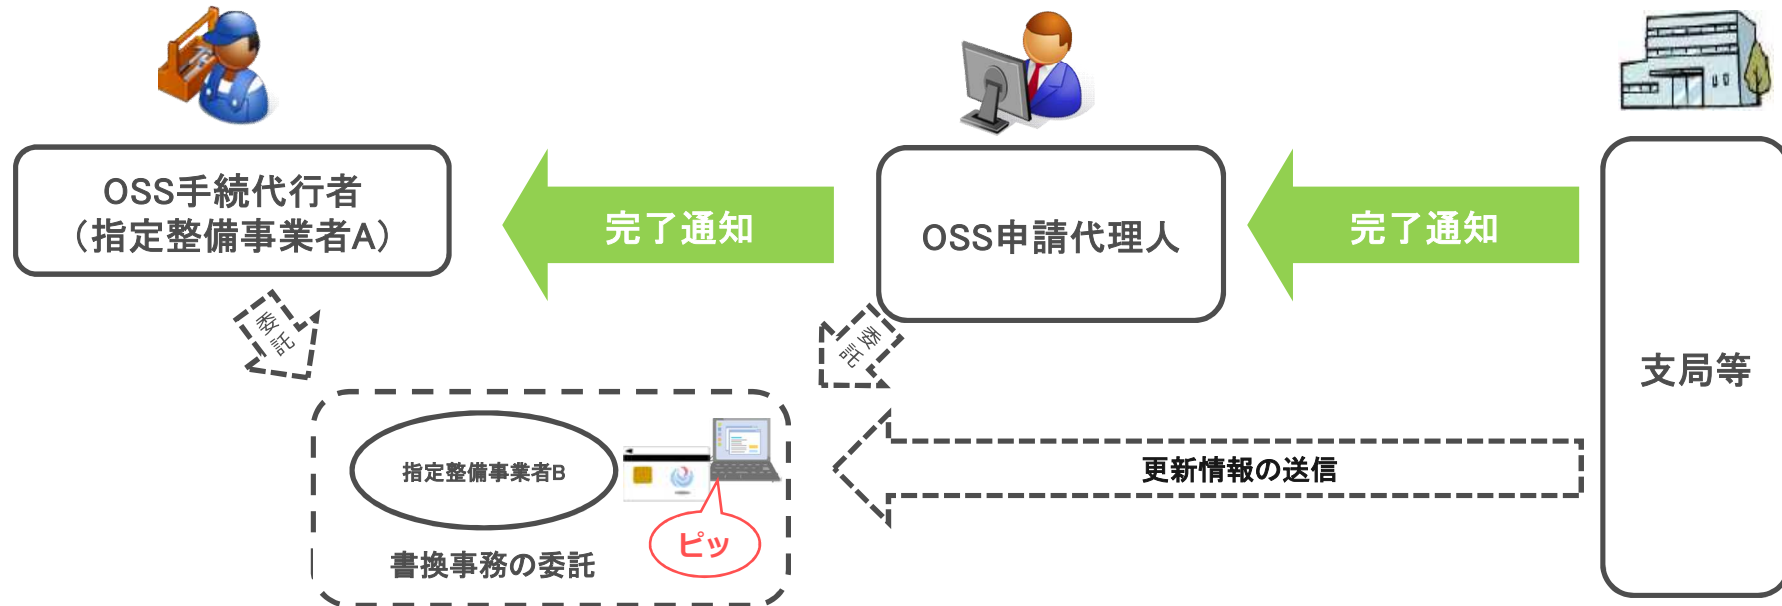 OSS手続代行者
（指定整備事業者A）
完了通知
OSS申請代理人
完了通知
支局等
委託
委託
指定整備事業者B
ピッ
書換事務の委託
更新情報の送信